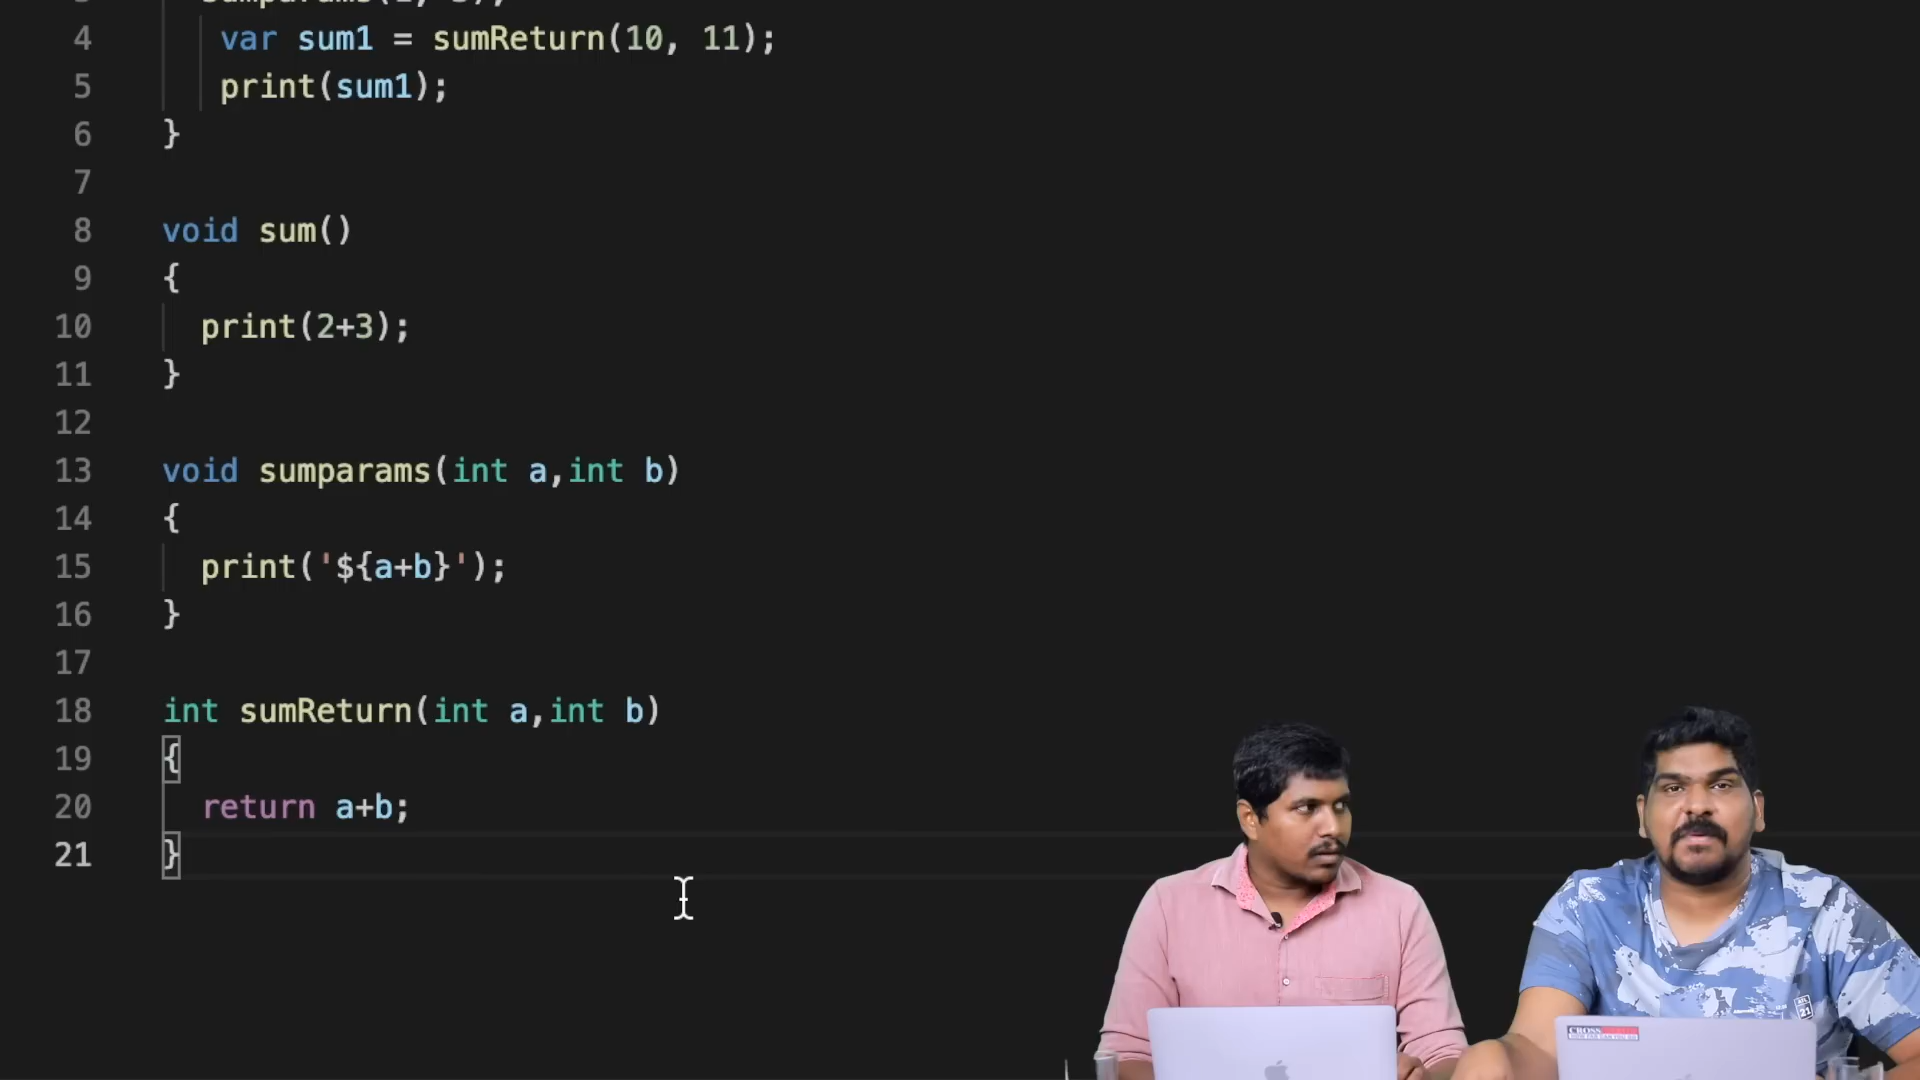 4 var sum1 = sumReturn(10, 11);
5 print(sum1);
6 }
7
8 void sum()
9 {
10 print(2+3);
11 }
12
13 void sumparams(int a,int b)
14 {
15 print('${a+b}');
16 }
17
18 int sumReturn(int a,int b)
19 {
20 return a+b;
21 }
CROSS